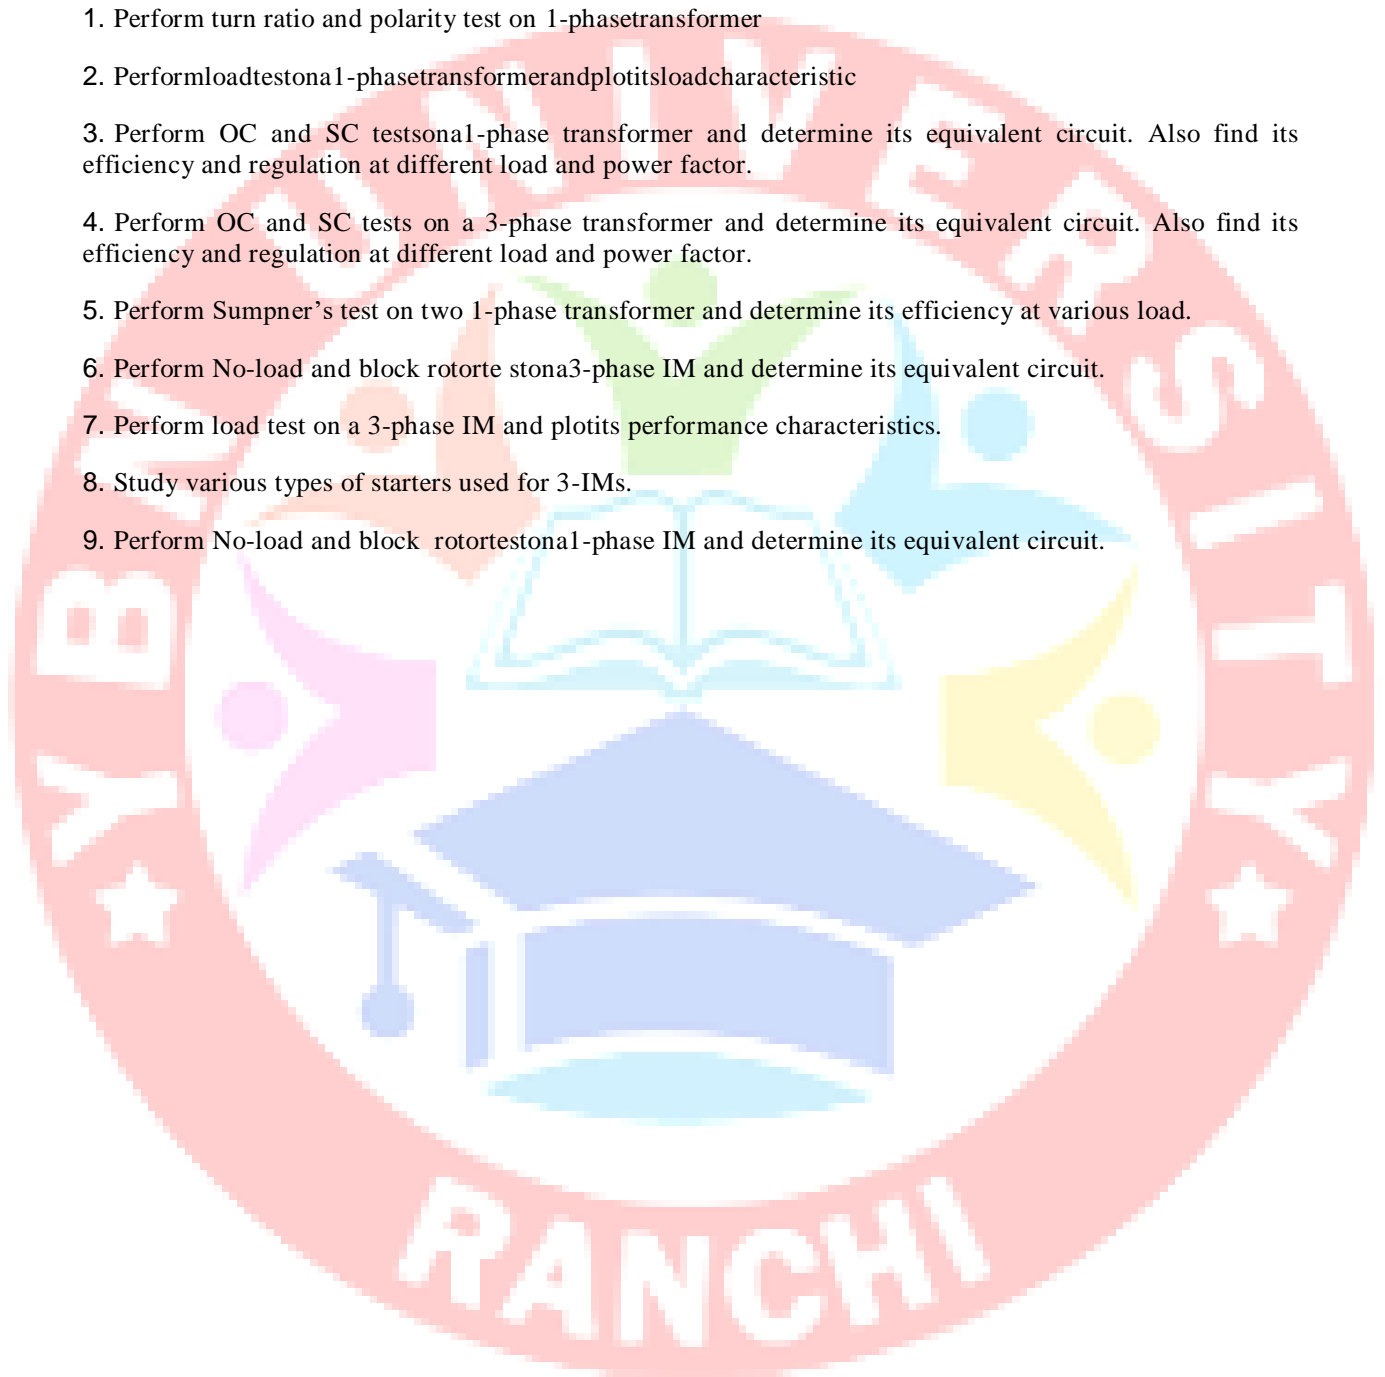 1. Perform turn ratio and polarity test on 1-phasetransformer
2. Performloadtestona1-phasetransformerandplotitsloadcharacteristic
3. Perform OC and SC testsona1-phase transformer and determine its equivalent circuit. Also find its
efficiency and regulation at different load and power factor.
4. Perform OC and SC tests on a 3-phase transformer and determine its equivalent circuit. Also find its
efficiency and regulation at different load and power factor.
5. Perform Sumpner’s test on two 1-phase transformer and determine its efficiency at various load.
6. Perform No-load and block rotorte stona3-phase IM and determine its equivalent circuit.
7. Perform load test on a 3-phase IM and plotits performance characteristics.
8. Study various types of starters used for 3-IMs.
9. Perform No-load and block rotortestona1-phase IM and determine its equivalent circuit.
YBN UNIVERSITY
RANCHI